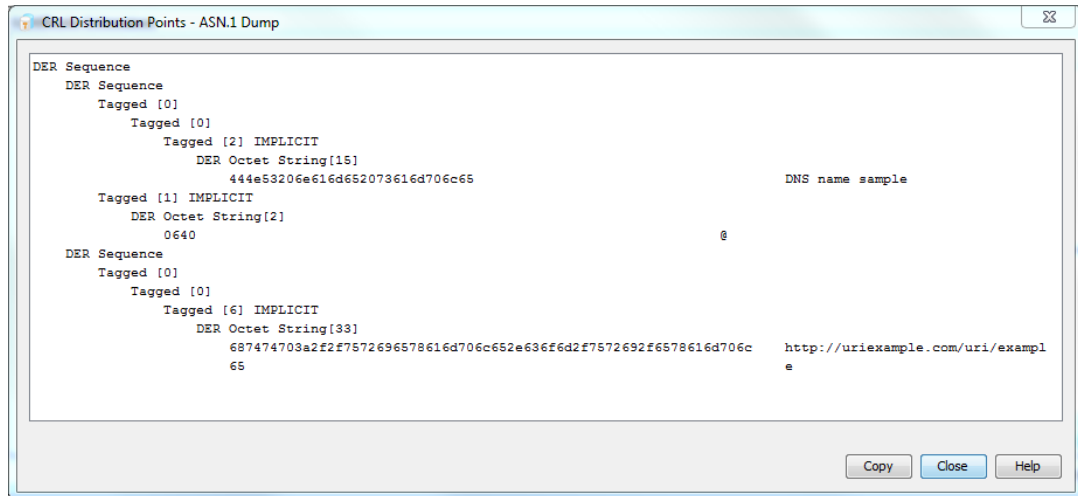 CRL Distribution Points - ASN.1 Dump
DER Sequence
DER Sequence
Tagged [0]
Tagged [0]
Tagged [2] IMPLICIT
DER Octet String[15]
444e53206e616d652073616d706c65 DNS name sample
Tagged [1] IMPLICIT
DER Octet String[2]
0640 @
DER Sequence
Tagged [0]
Tagged [0]
Tagged [6] IMPLICIT
DER Octet String[33]
687474703a2f2f7572696578616d706c652e636f6d2f7572692f6578616d706c http://uriexample.com/uri/exampl
65 e
Copy Close Help